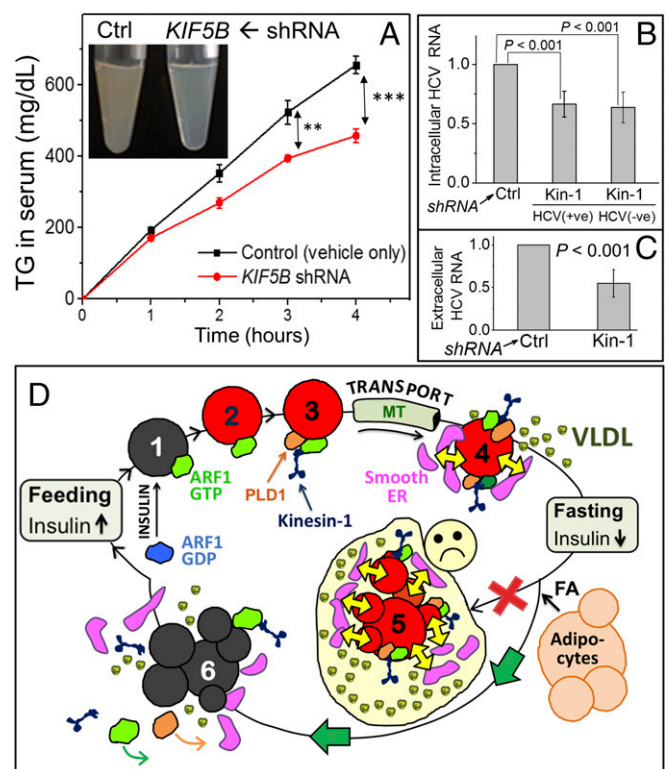 Ctrl KIF5B ← shRNA A
TG in serum (mg/dL)
600
400
200
0
**
***
Control (vehicle only)
KIF5B shRNA
0 1 2 3 4
Time (hours)
B
P < 0.001
P < 0.001
Intracellular HCV RNA
1.0
0.5
0.0
Ctrl Kin-1 Kin-1
shRNA HCV(+ve) HCV(-ve)
C
P < 0.001
Extracellular
HCV RNA
1.0
0.5
0.0
shRNA Ctrl Kin-1
D
TRANSPORT
MT
1
2
3
4
VLDL
ARF1
GTP
PLD1
Kinesin-1
Smooth
ER
Feeding
Insulin ↑
INSULIN
ARF1
GDP
Fasting
Insulin ↓
FA
Adipo-
cytes
5
6